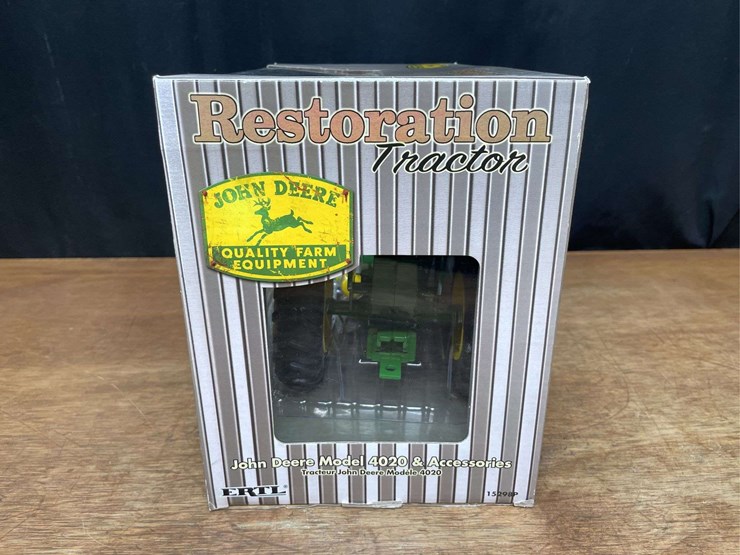 Restoration
Tractor
JOHN DEERE
QUALITY FARM
EQUIPMENT
John Deere Model 4020 & Accessories
Tracteur John Deere Modèle 4020
ERTL
15298P